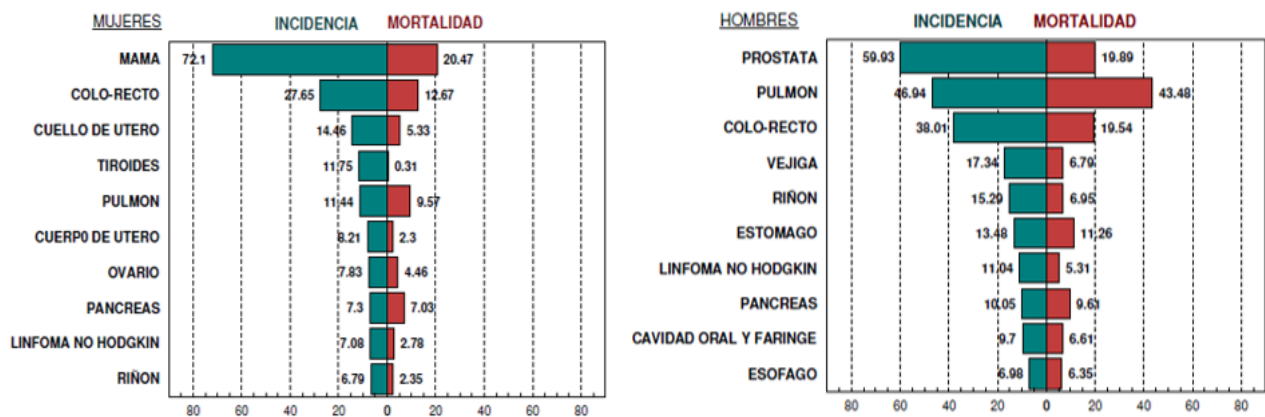 MUJERES INCIDENCIA MORTALIDAD
MAMA 72.1 20.47
COLO-RECTO 27.65 12.67
CUELLO DE UTERO 14.46 5.33
TIROIDES 11.75 0.31
PULMON 11.44 9.57
CUERP0 DE UTERO 8.21 2.3
OVARIO 7.83 4.46
PANCREAS 7.3 7.03
LINFOMA NO HODGKIN 7.08 2.78
RIÑON 6.79 2.35
80 60 40 20 0 20 40 60 80
HOMBRES INCIDENCIA MORTALIDAD
PROSTATA 59.93 19.89
PULMON 46.94 43.48
COLO-RECTO 38.01 19.54
VEJIGA 17.34 6.79
RIÑON 15.29 6.95
ESTOMAGO 13.48 11.26
LINFOMA NO HODGKIN 11.04 5.31
PANCREAS 10.05 9.61
CAVIDAD ORAL Y FARINGE 9.7 6.61
ESOFAGO 6.98 6.35
80 60 40 20 0 20 40 60 80